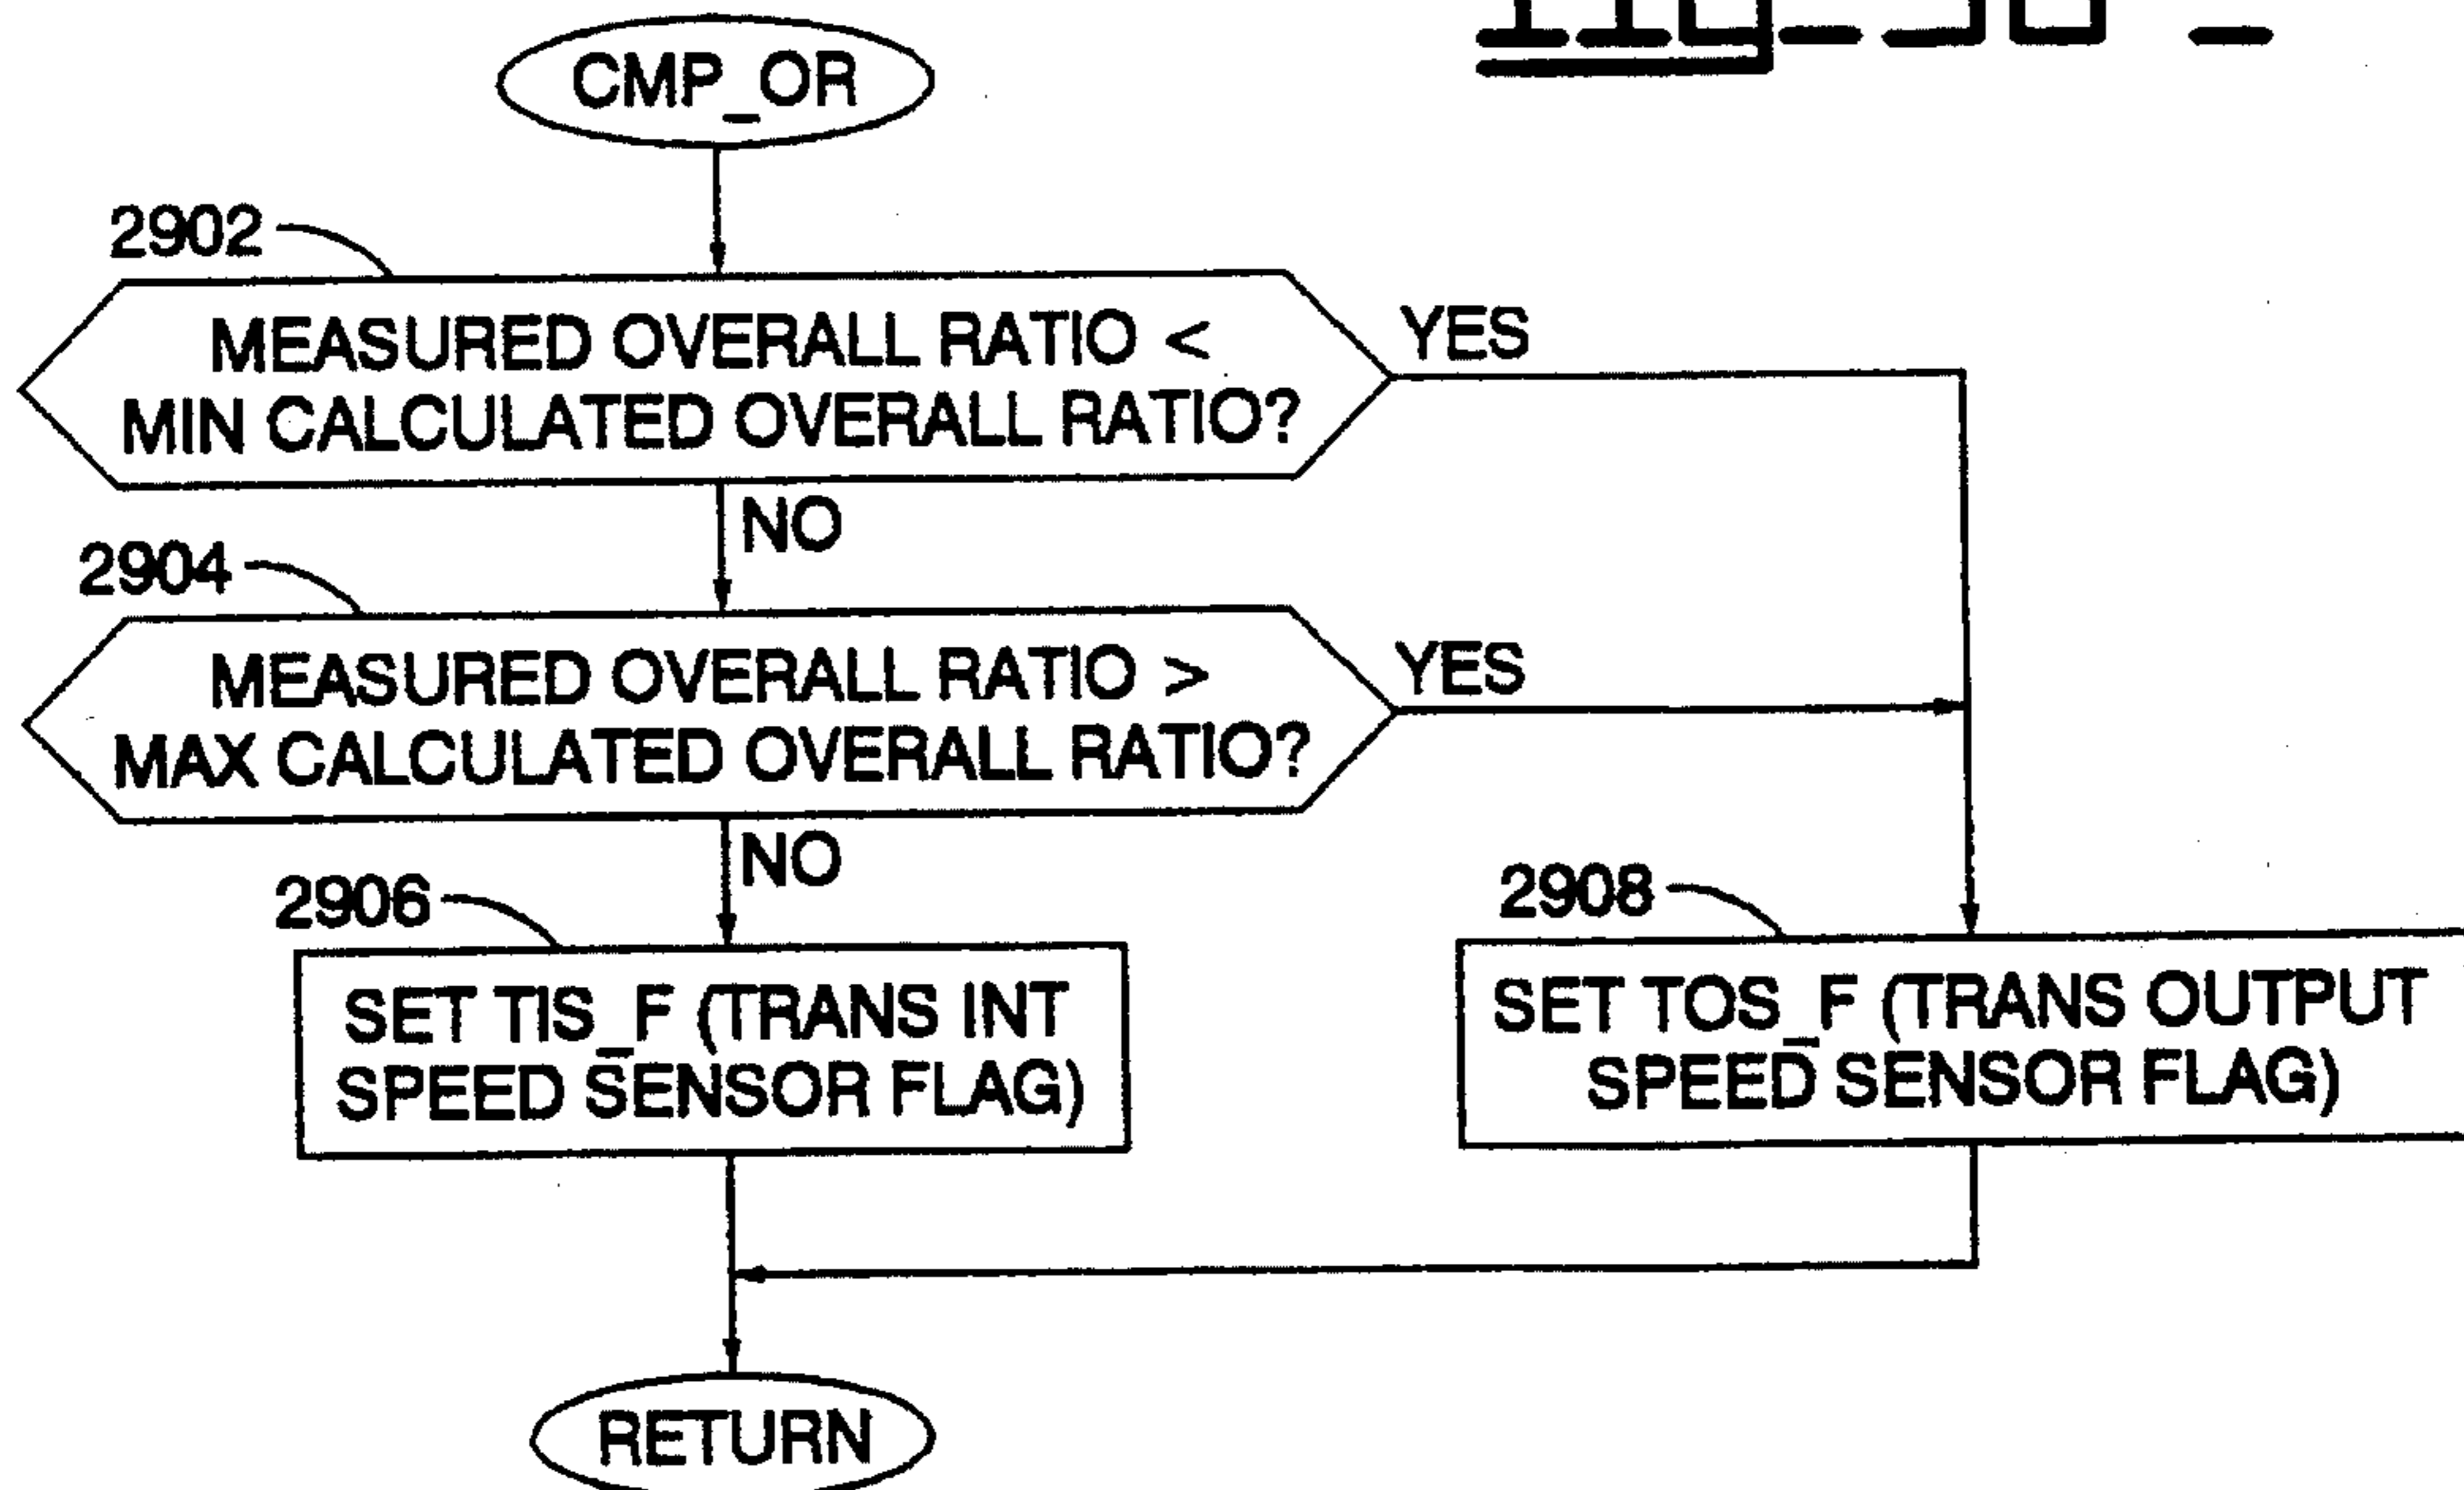 CMP_OR
2902
MEASURED OVERALL RATIO <
MIN CALCULATED OVERALL RATIO?
YES
NO
2904
MEASURED OVERALL RATIO >
MAX CALCULATED OVERALL RATIO?
YES
NO
2906
SET TIS_F (TRANS INT
SPEED SENSOR FLAG)
2908
SET TOS_F (TRANS OUTPUT
SPEED SENSOR FLAG)
RETURN